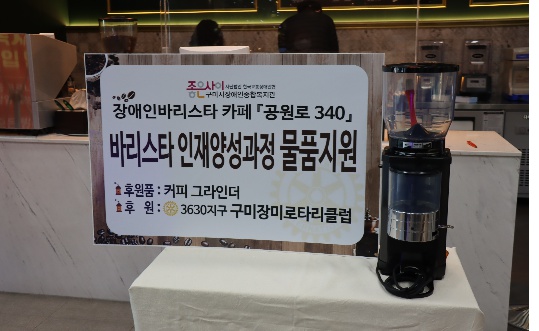 좋은사이
구미시장애인종합복지관
장애인바리스타 카페 『공원로 340』
바리스타 인재양성과정 물품지원
후원품 : 커피 그라인더
후 원 : 3630지구 구미장미로타리클럽